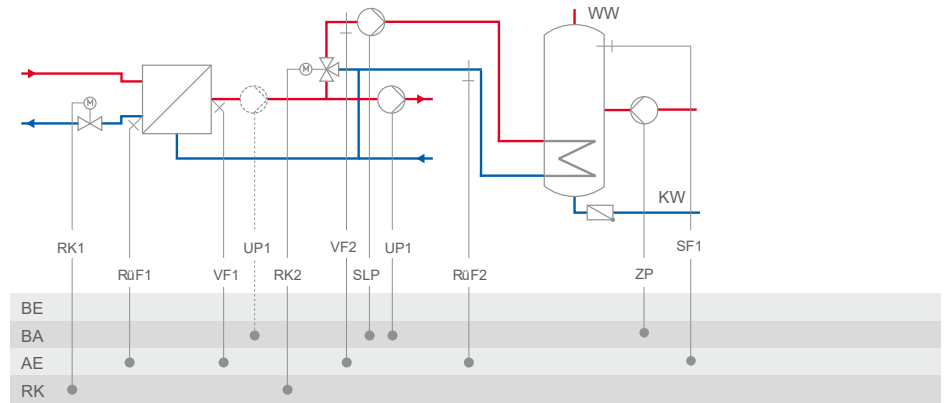 WW
M
M
KW
RK1 UP1 RK2 VF2 UP1 SF1
RüF1 VF1 SLP RüF2 ZP
BE
BA
AE
RK